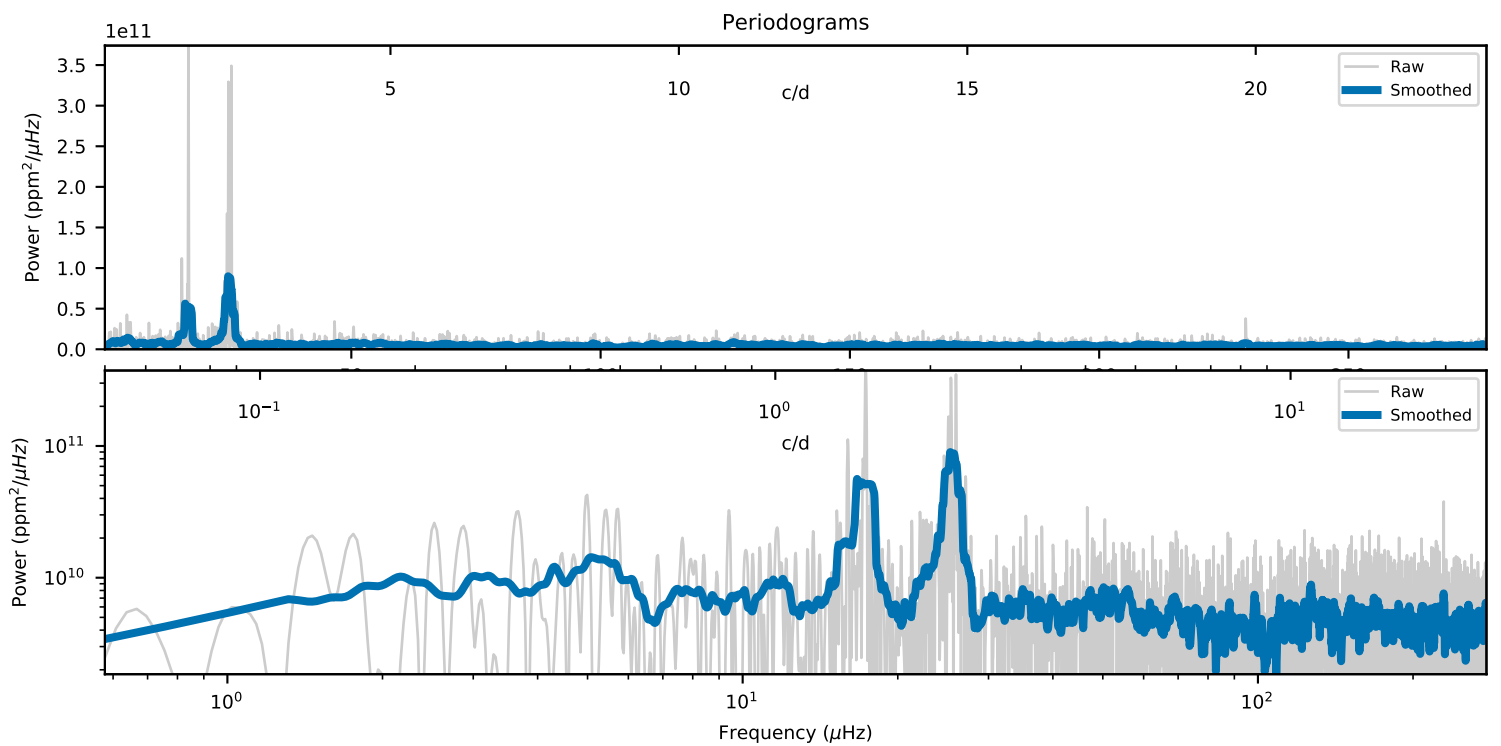 Periodograms
1e11
Power (ppm²/μHz)
3.5
3.0
2.5
2.0
1.5
1.0
0.5
0.0
5 10 15 20
c/d
Raw
Smoothed
Power (ppm²/μHz)
10¹¹
10¹⁰
10⁻¹ 10⁰ 10¹
c/d
Raw
Smoothed
10⁰ 10¹ 10²
Frequency (μHz)